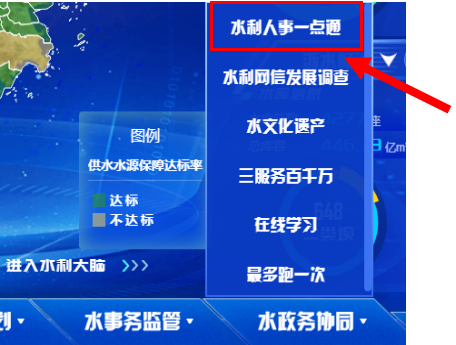 水利人事一点通
水利网信发展调查
水文化遗产
三服务百千万
在线学习
最多跑一次
座
亿m
图例
供水水源保障达标率
达标
不达标
进入水利大脑 >>>
水事务监管
水政务协同